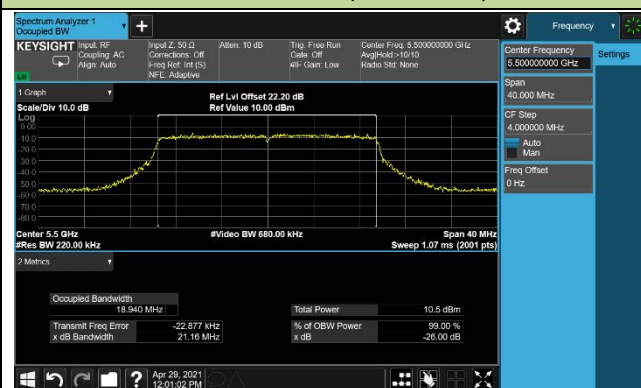 Spectrum Analyzer 1
Occupied BW
Frequency
KEYSIGHT
Input: RF
Coupling: AC
Align: Auto
Input Z: 50 Ω
Corrections: Off
Freq Ref: Int (S)
NFE: Adaptive
Atten: 10 dB
Trig: Free Run
Gate: Off
#IF Gain: Low
Center Freq: 5.500000000 GHz
Avg|Hold:>10/10
Radio Std: None
Center Frequency
5.500000000 GHz
Settings
Span
40.000 MHz
CF Step
4.000000 MHz
Auto
Man
Freq Offset
0 Hz
1 Graph
Scale/Div 10.0 dB
Ref Lvl Offset 22.20 dB
Ref Value 10.00 dBm
Log
0.00
-10.0
-20.0
-30.0
-40.0
-50.0
-60.0
-70.0
-80.0
Center 5.5 GHz
#Video BW 680.00 kHz
Span 40 MHz
#Res BW 220.00 kHz
Sweep 1.07 ms (2001 pts)
2 Metrics
Occupied Bandwidth
18.940 MHz
Total Power
10.5 dBm
Transmit Freq Error
-22.877 kHz
% of OBW Power
99.00 %
x dB Bandwidth
21.16 MHz
x dB
-26.00 dB
Apr 29, 2021
12:01:02 PM